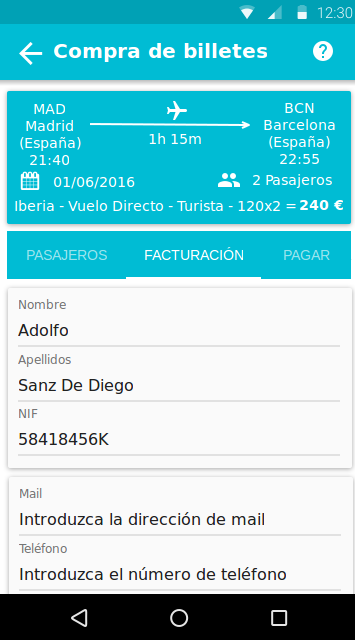 12:30
Compra de billetes
MAD
Madrid
(España)
21:40
1h 15m
BCN
Barcelona
(España)
22:55
01/06/2016
2 Pasajeros
Iberia - Vuelo Directo - Turista - 120x2 = 240 €
PASAJEROS FACTURACIÓN PAGAR
Nombre
Adolfo
Apellidos
Sanz De Diego
NIF
58418456K
Mail
Introduzca la dirección de mail
Teléfono
Introduzca el número de teléfono